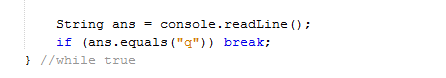 String ans = console.readLine();
if (ans.equals("q")) break;
} //while true